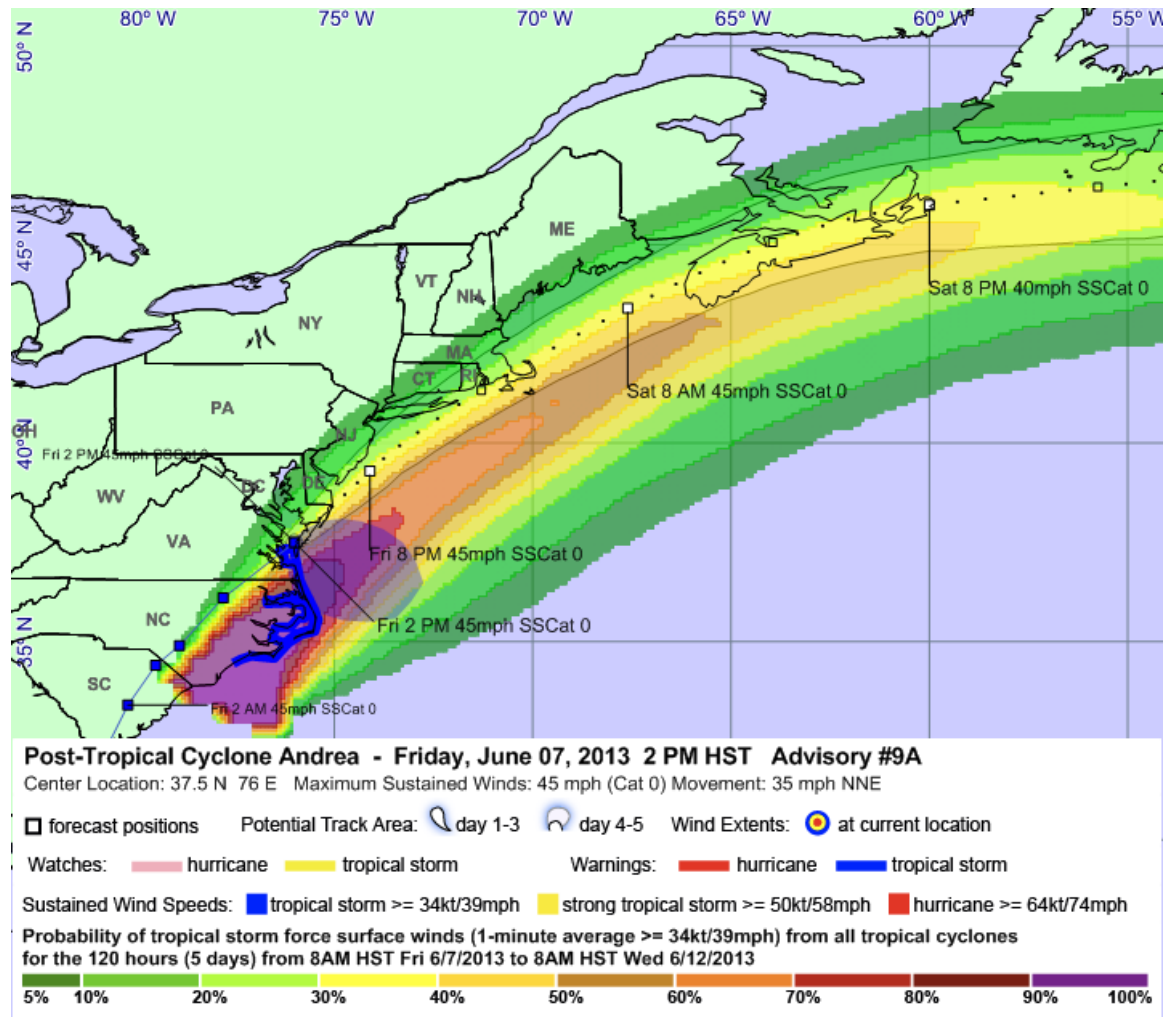 80° W 75° W 70° W 65° W 60° W 55° W
50° N
45° N
40° N
35° N
ME
VT
NH
NY
MA
CT
RI
PA
NJ
OH
DE
DC
WV
VA
NC
SC
Sat 8 PM 40mph SSCat 0
Sat 8 AM 45mph SSCat 0
Fri 2 PM 45mph SSCat 0
Fri 8 PM 45mph SSCat 0
Fri 2 PM 45mph SSCat 0
Fri 2 AM 45mph SSCat 0
Post-Tropical Cyclone Andrea - Friday, June 07, 2013 2 PM HST Advisory #9A
Center Location: 37.5 N 76 E Maximum Sustained Winds: 45 mph (Cat 0) Movement: 35 mph NNE
forecast positions Potential Track Area: day 1-3 day 4-5 Wind Extents: at current location
Watches: hurricane tropical storm Warnings: hurricane tropical storm
Sustained Wind Speeds: tropical storm >= 34kt/39mph strong tropical storm >= 50kt/58mph hurricane >= 64kt/74mph
Probability of tropical storm force surface winds (1-minute average >= 34kt/39mph) from all tropical cyclones
for the 120 hours (5 days) from 8AM HST Fri 6/7/2013 to 8AM HST Wed 6/12/2013
5% 10% 20% 30% 40% 50% 60% 70% 80% 90% 100%